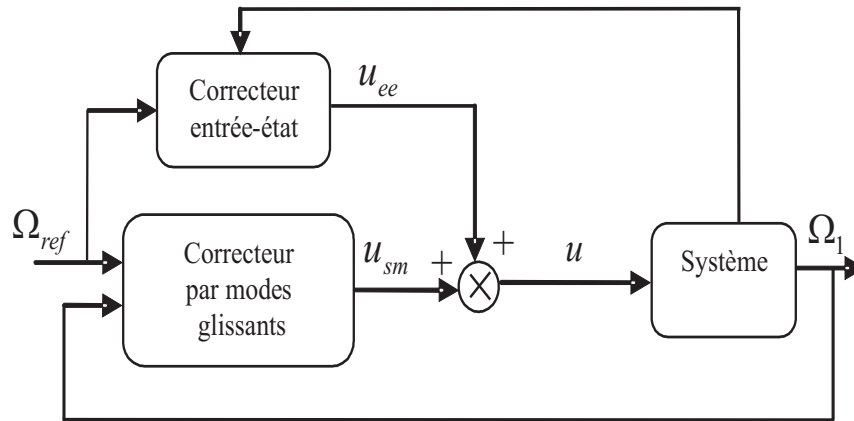 Correcteur
entrée-état
u_ee
Ω_ref
Correcteur
par modes
glissants
u_sm
+
+
u
Système
Ω_1